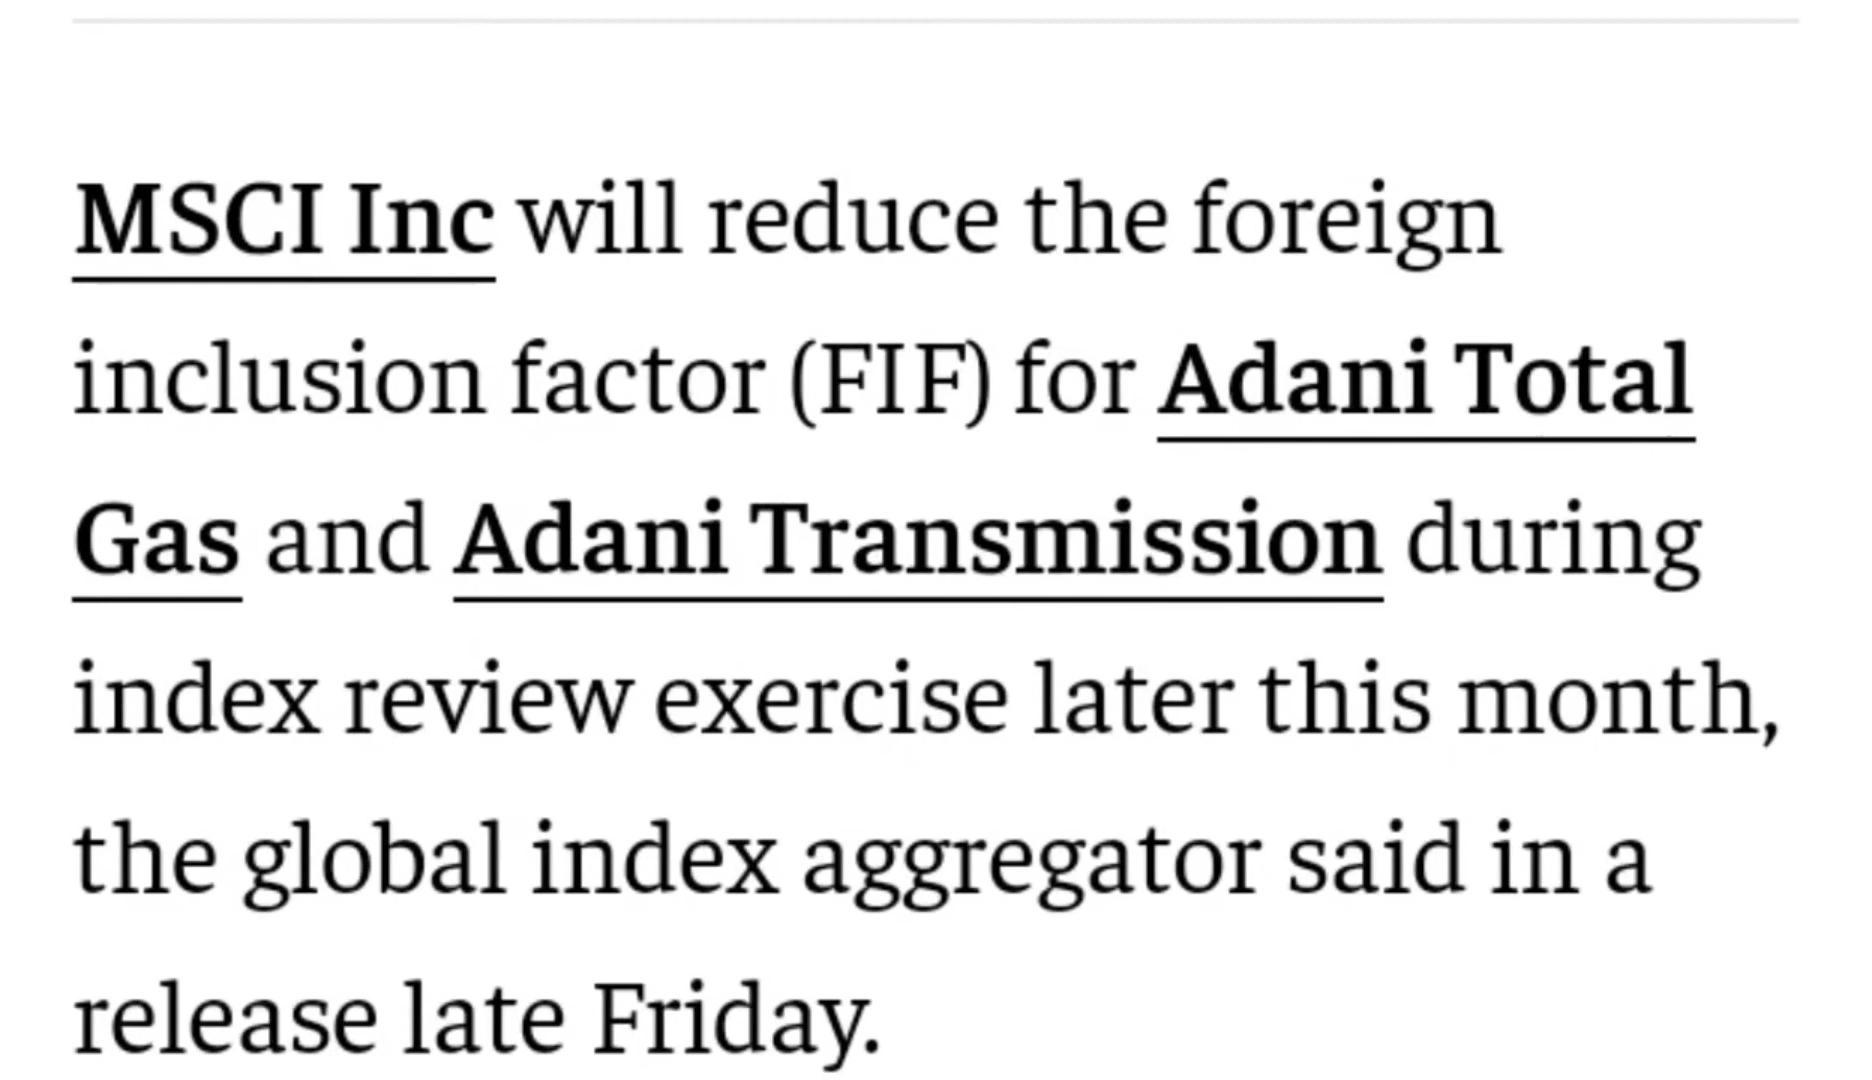 MSCI Inc will reduce the foreign
inclusion factor (FIF) for Adani Total
Gas and Adani Transmission during
index review exercise later this month,
the global index aggregator said in a
release late Friday.